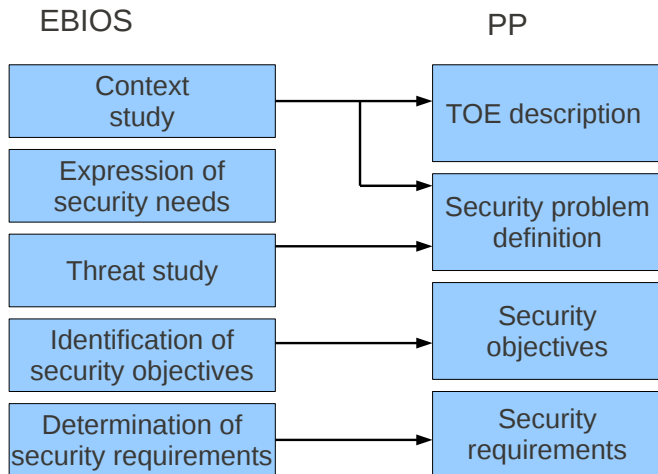 EBIOS
PP
Context
study
TOE description
Expression of
security needs
Security problem
definition
Threat study
Identification of
security objectives
Security
objectives
Determination of
security requirements
Security
requirements